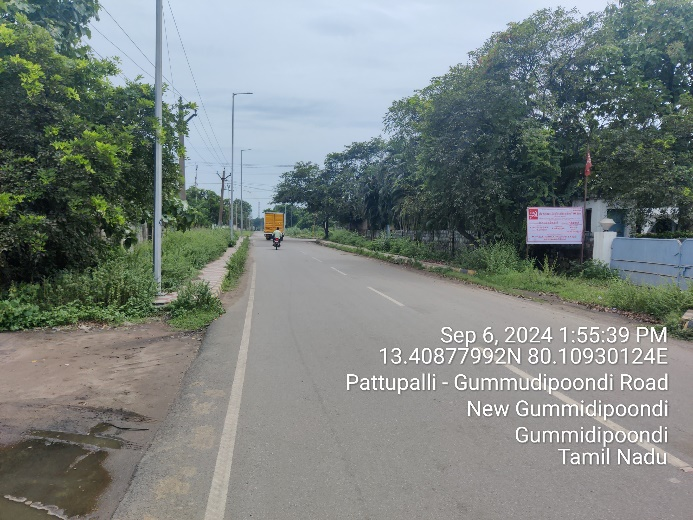 Sep 6, 2024 1:55:39 PM
13.40877992N 80.10930124E
Pattupalli - Gummudipoondi Road
New Gummidipoondi
Gummidipoondi
Tamil Nadu